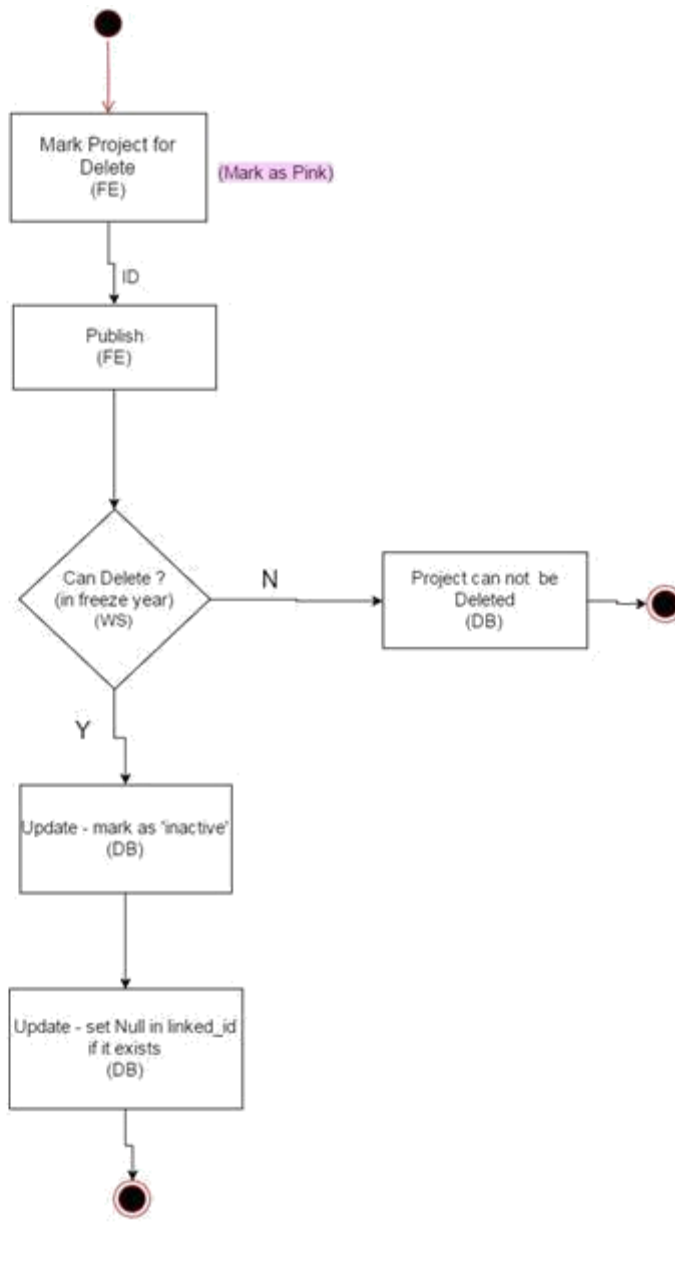 Mark Project for
Delete
(FE)
(Mark as Pink)
ID
Publish
(FE)
Can Delete ?
(in freeze year)
(WS)
N
Project can not be
Deleted
(DB)
Y
Update - mark as 'inactive'
(DB)
Update - set Null in linked_id
if it exists
(DB)